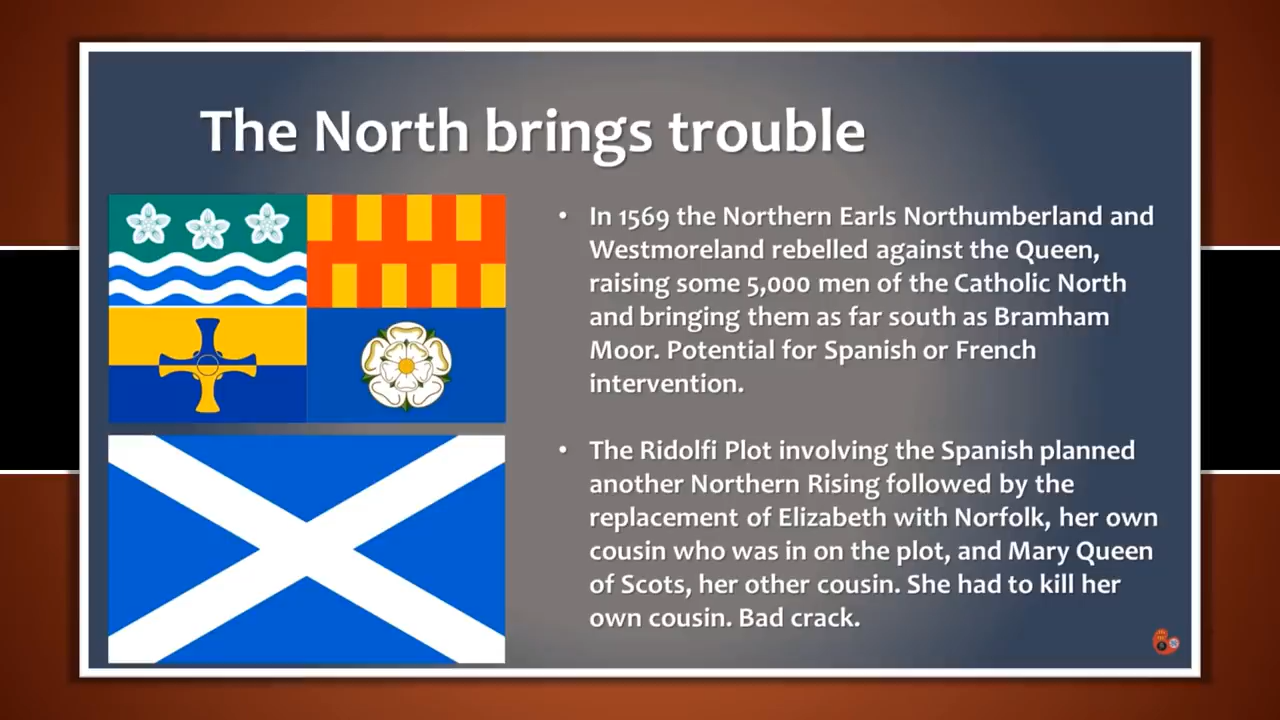 The North brings trouble
• In 1569 the Northern Earls Northumberland and
Westmoreland rebelled against the Queen,
raising some 5,000 men of the Catholic North
and bringing them as far south as Bramham
Moor. Potential for Spanish or French
intervention.
• The Ridolfi Plot involving the Spanish planned
another Northern Rising followed by the
replacement of Elizabeth with Norfolk, her own
cousin who was in on the plot, and Mary Queen
of Scots, her other cousin. She had to kill her
own cousin. Bad crack.